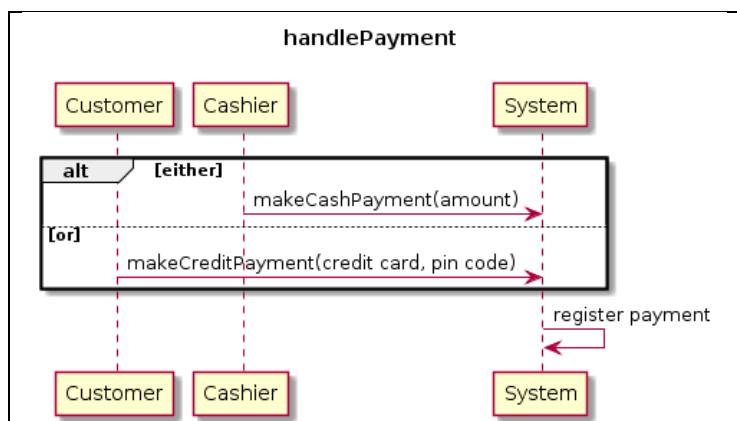 handlePayment
Customer Cashier System
alt [either]
makeCashPayment(amount)
[or]
makeCreditPayment(credit card, pin code)
register payment
Customer Cashier System